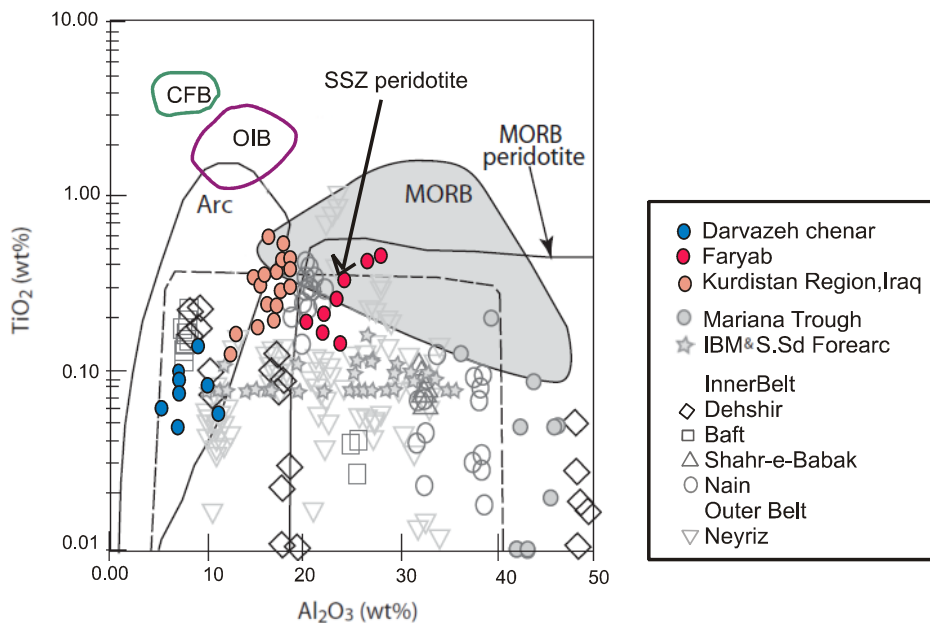 10.00
CFB
OIB
SSZ peridotite
MORB
peridotite
1.00
Arc
MORB
TiO₂ (wt%)
0.10
0.01
0.00
10
20
30
40
50
Al₂O₃ (wt%)
Darvazeh chenar
Faryab
Kurdistan Region,Iraq
Mariana Trough
IBM&S.Sd Forearc
InnerBelt
Dehshir
Baft
Shahr-e-Babak
Nain
Outer Belt
Neyriz